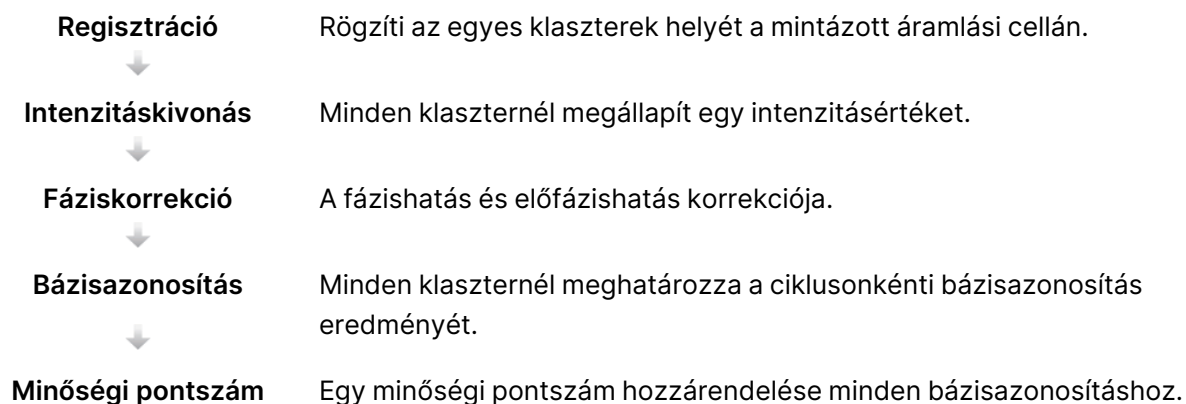 Regisztráció Rögzíti az egyes klaszterek helyét a mintázott áramlási cellán.
Intenzitáskivonás Minden klaszternél megállapít egy intenzitásértéket.
Fáziskorrekció A fázishatás és előfázishatás korrekciója.
Bázisazonosítás Minden klaszternél meghatározza a ciklusonkénti bázisazonosítás
eredményét.
Minőségi pontszám Egy minőségi pontszám hozzárendelése minden bázisazonosításhoz.